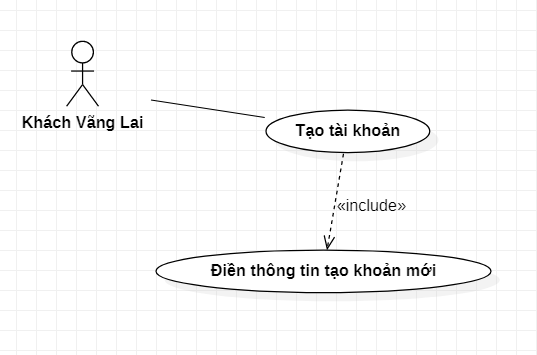 Khách Vãng Lai
Tạo tài khoản
«include»
Điền thông tin tạo khoản mới